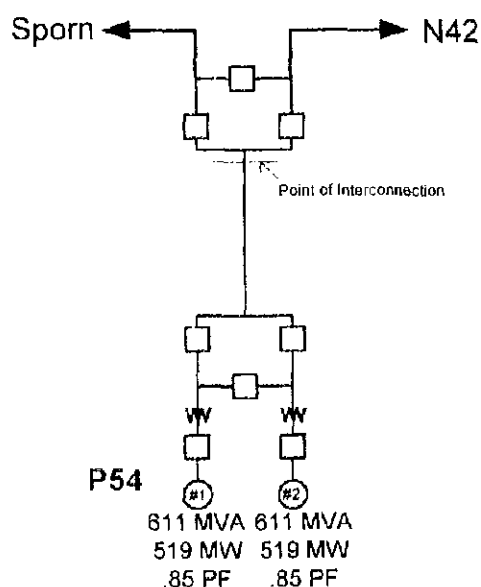 Sporn N42
Point of Interconnection
P54
#1 #2
611 MVA 611 MVA
519 MW 519 MW
.85 PF .85 PF